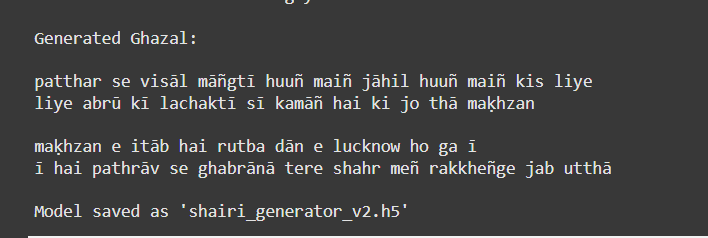 Generated Ghazal:
patthar se visāl māñgtī huuñ maiñ jāhil huuñ maiñ kis liye
liye abrū kī lachaktī sī kamāñ hai ki jo thā maḳhzan
maḳhzan e itāb hai rutba dān e lucknow ho ga ī
ī hai pathrāv se ghabrānā tere shahr meñ rakkheñge jab utthā
Model saved as 'shairi_generator_v2.h5'